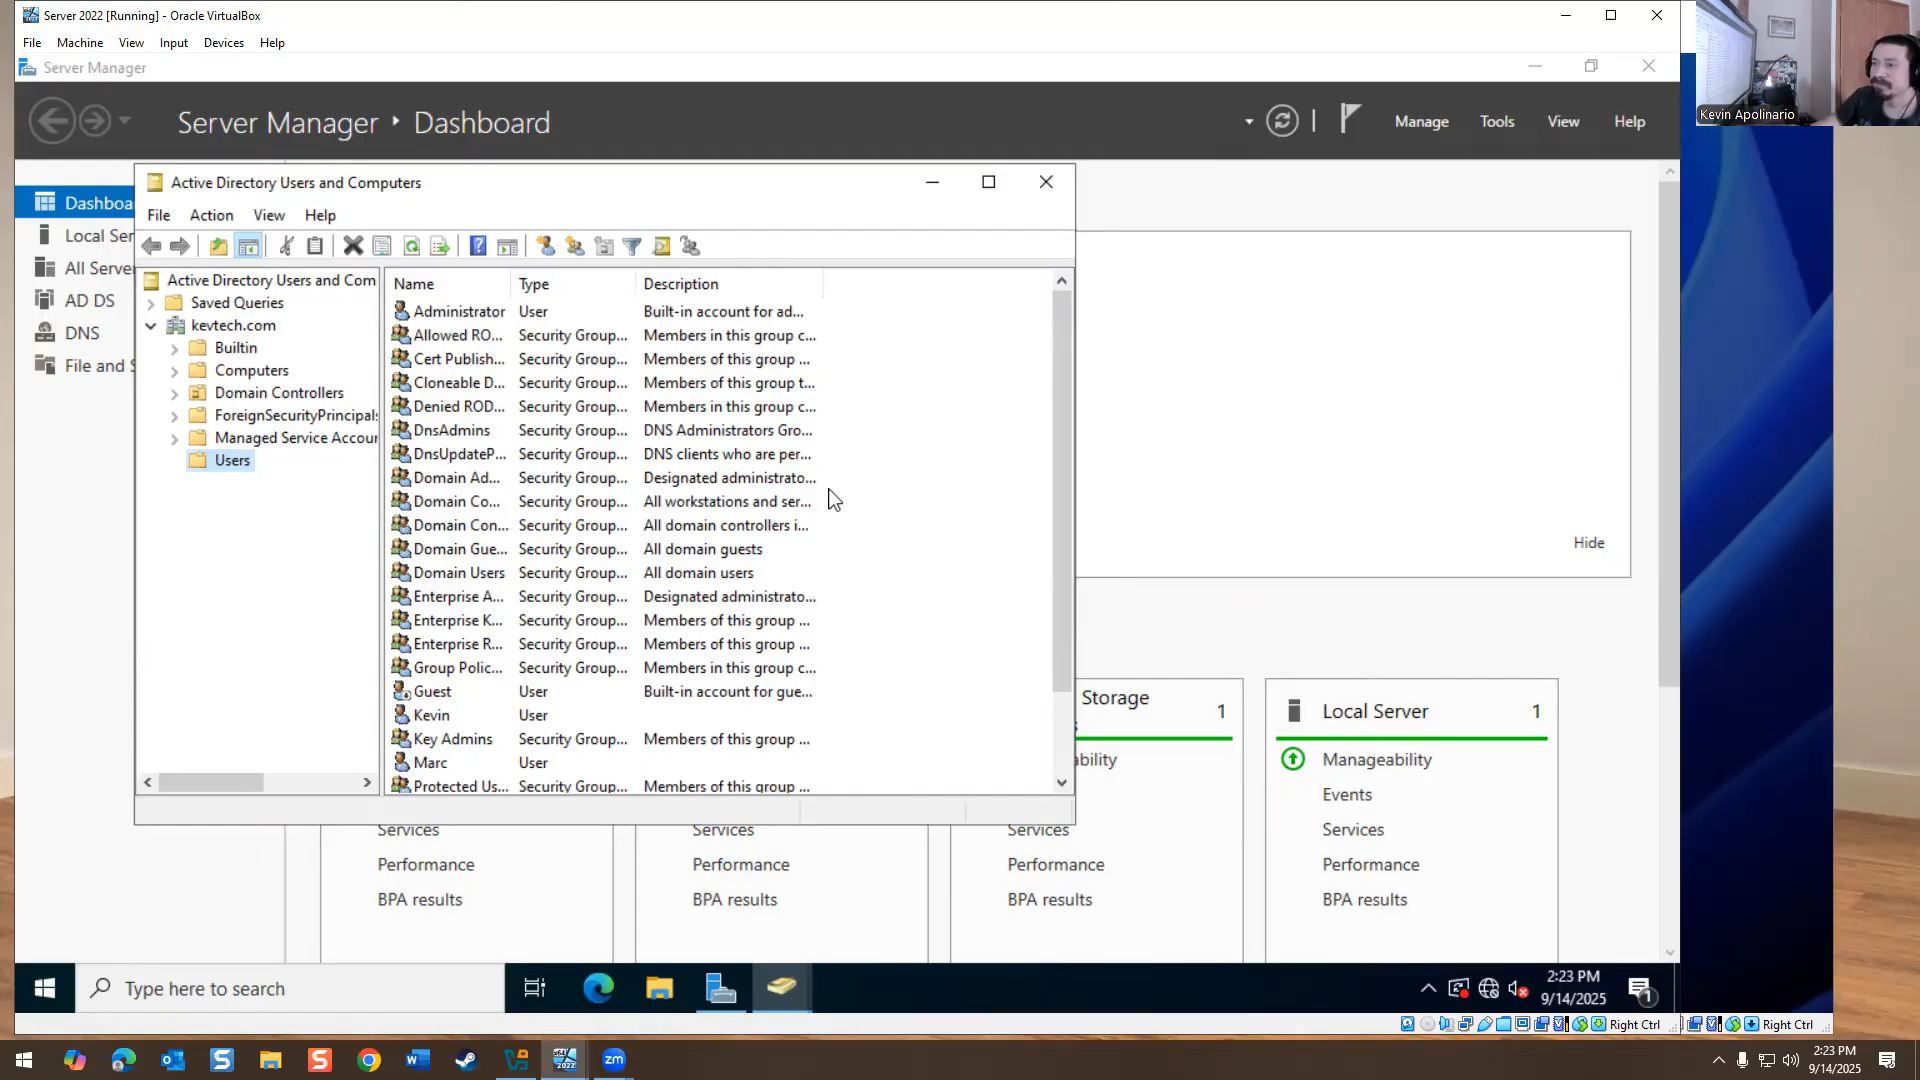 Server 2022 [Running] - Oracle VirtualBox
File Machine View Input Devices Help
Server Manager
Server Manager Dashboard
Manage Tools View Help
Kevin Apolinario
Dashboa
Local Ser
All Serve
AD DS
DNS
File and S
Active Directory Users and Computers
File Action View Help
Active Directory Users and Com
Saved Queries
kevtech.com
Builtin
Computers
Domain Controllers
ForeignSecurityPrincipals
Managed Service Accour
Users
Name Type Description
Administrator User Built-in account for ad...
Allowed RO... Security Group... Members in this group c...
Cert Publish... Security Group... Members of this group ...
Cloneable D... Security Group... Members of this group t...
Denied ROD... Security Group... Members in this group c...
DnsAdmins Security Group... DNS Administrators Gro...
DnsUpdateP... Security Group... DNS clients who are per...
Domain Ad... Security Group... Designated administrato...
Domain Co... Security Group... All workstations and ser...
Domain Con... Security Group... All domain controllers i...
Domain Gue... Security Group... All domain guests
Domain Users Security Group... All domain users
Enterprise A... Security Group... Designated administrato...
Enterprise K... Security Group... Members of this group ...
Enterprise R... Security Group... Members of this group ...
Group Polic... Security Group... Members in this group c...
Guest User Built-in account for gue...
Kevin User
Key Admins Security Group... Members of this group ...
Marc User
Protected Us... Security Group... Members of this group ...
Hide
Storage 1
ability
Local Server 1
Manageability
Events
Services
Performance
BPA results
Services
Performance
BPA results
Services
Performance
BPA results
Services
Performance
BPA results
Type here to search
2:23 PM
9/14/2025
1
Right Ctrl
Right Ctrl
2:23 PM
9/14/2025
zm
x64
2022